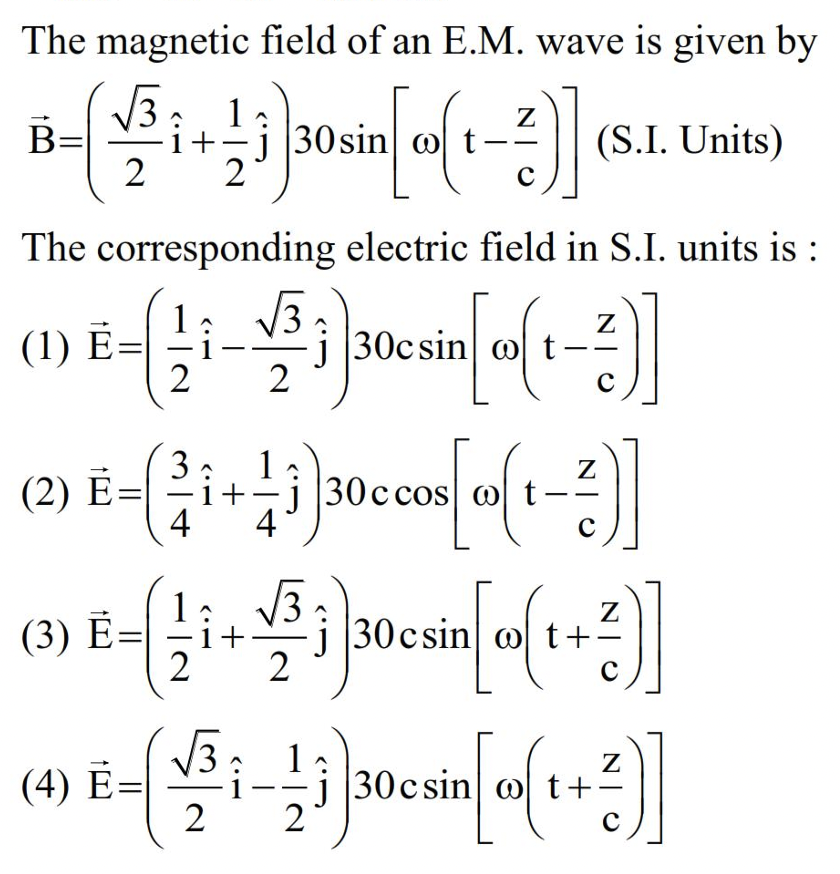 The magnetic field of an E.M. wave is given by
$\vec{B}=\left(\frac{\sqrt{3}}{2}\hat{i}+\frac{1}{2}\hat{j}\right)30\sin\left[\omega\left(t-\frac{z}{c}\right)\right]$ (S.I. Units)
The corresponding electric field in S.I. units is :
(1) $\vec{E}=\left(\frac{1}{2}\hat{i}-\frac{\sqrt{3}}{2}\hat{j}\right)30c\sin\left[\omega\left(t-\frac{z}{c}\right)\right]$
(2) $\vec{E}=\left(\frac{3}{4}\hat{i}+\frac{1}{4}\hat{j}\right)30c\cos\left[\omega\left(t-\frac{z}{c}\right)\right]$
(3) $\vec{E}=\left(\frac{1}{2}\hat{i}+\frac{\sqrt{3}}{2}\hat{j}\right)30c\sin\left[\omega\left(t+\frac{z}{c}\right)\right]$
(4) $\vec{E}=\left(\frac{\sqrt{3}}{2}\hat{i}-\frac{1}{2}\hat{j}\right)30c\sin\left[\omega\left(t+\frac{z}{c}\right)\right]$